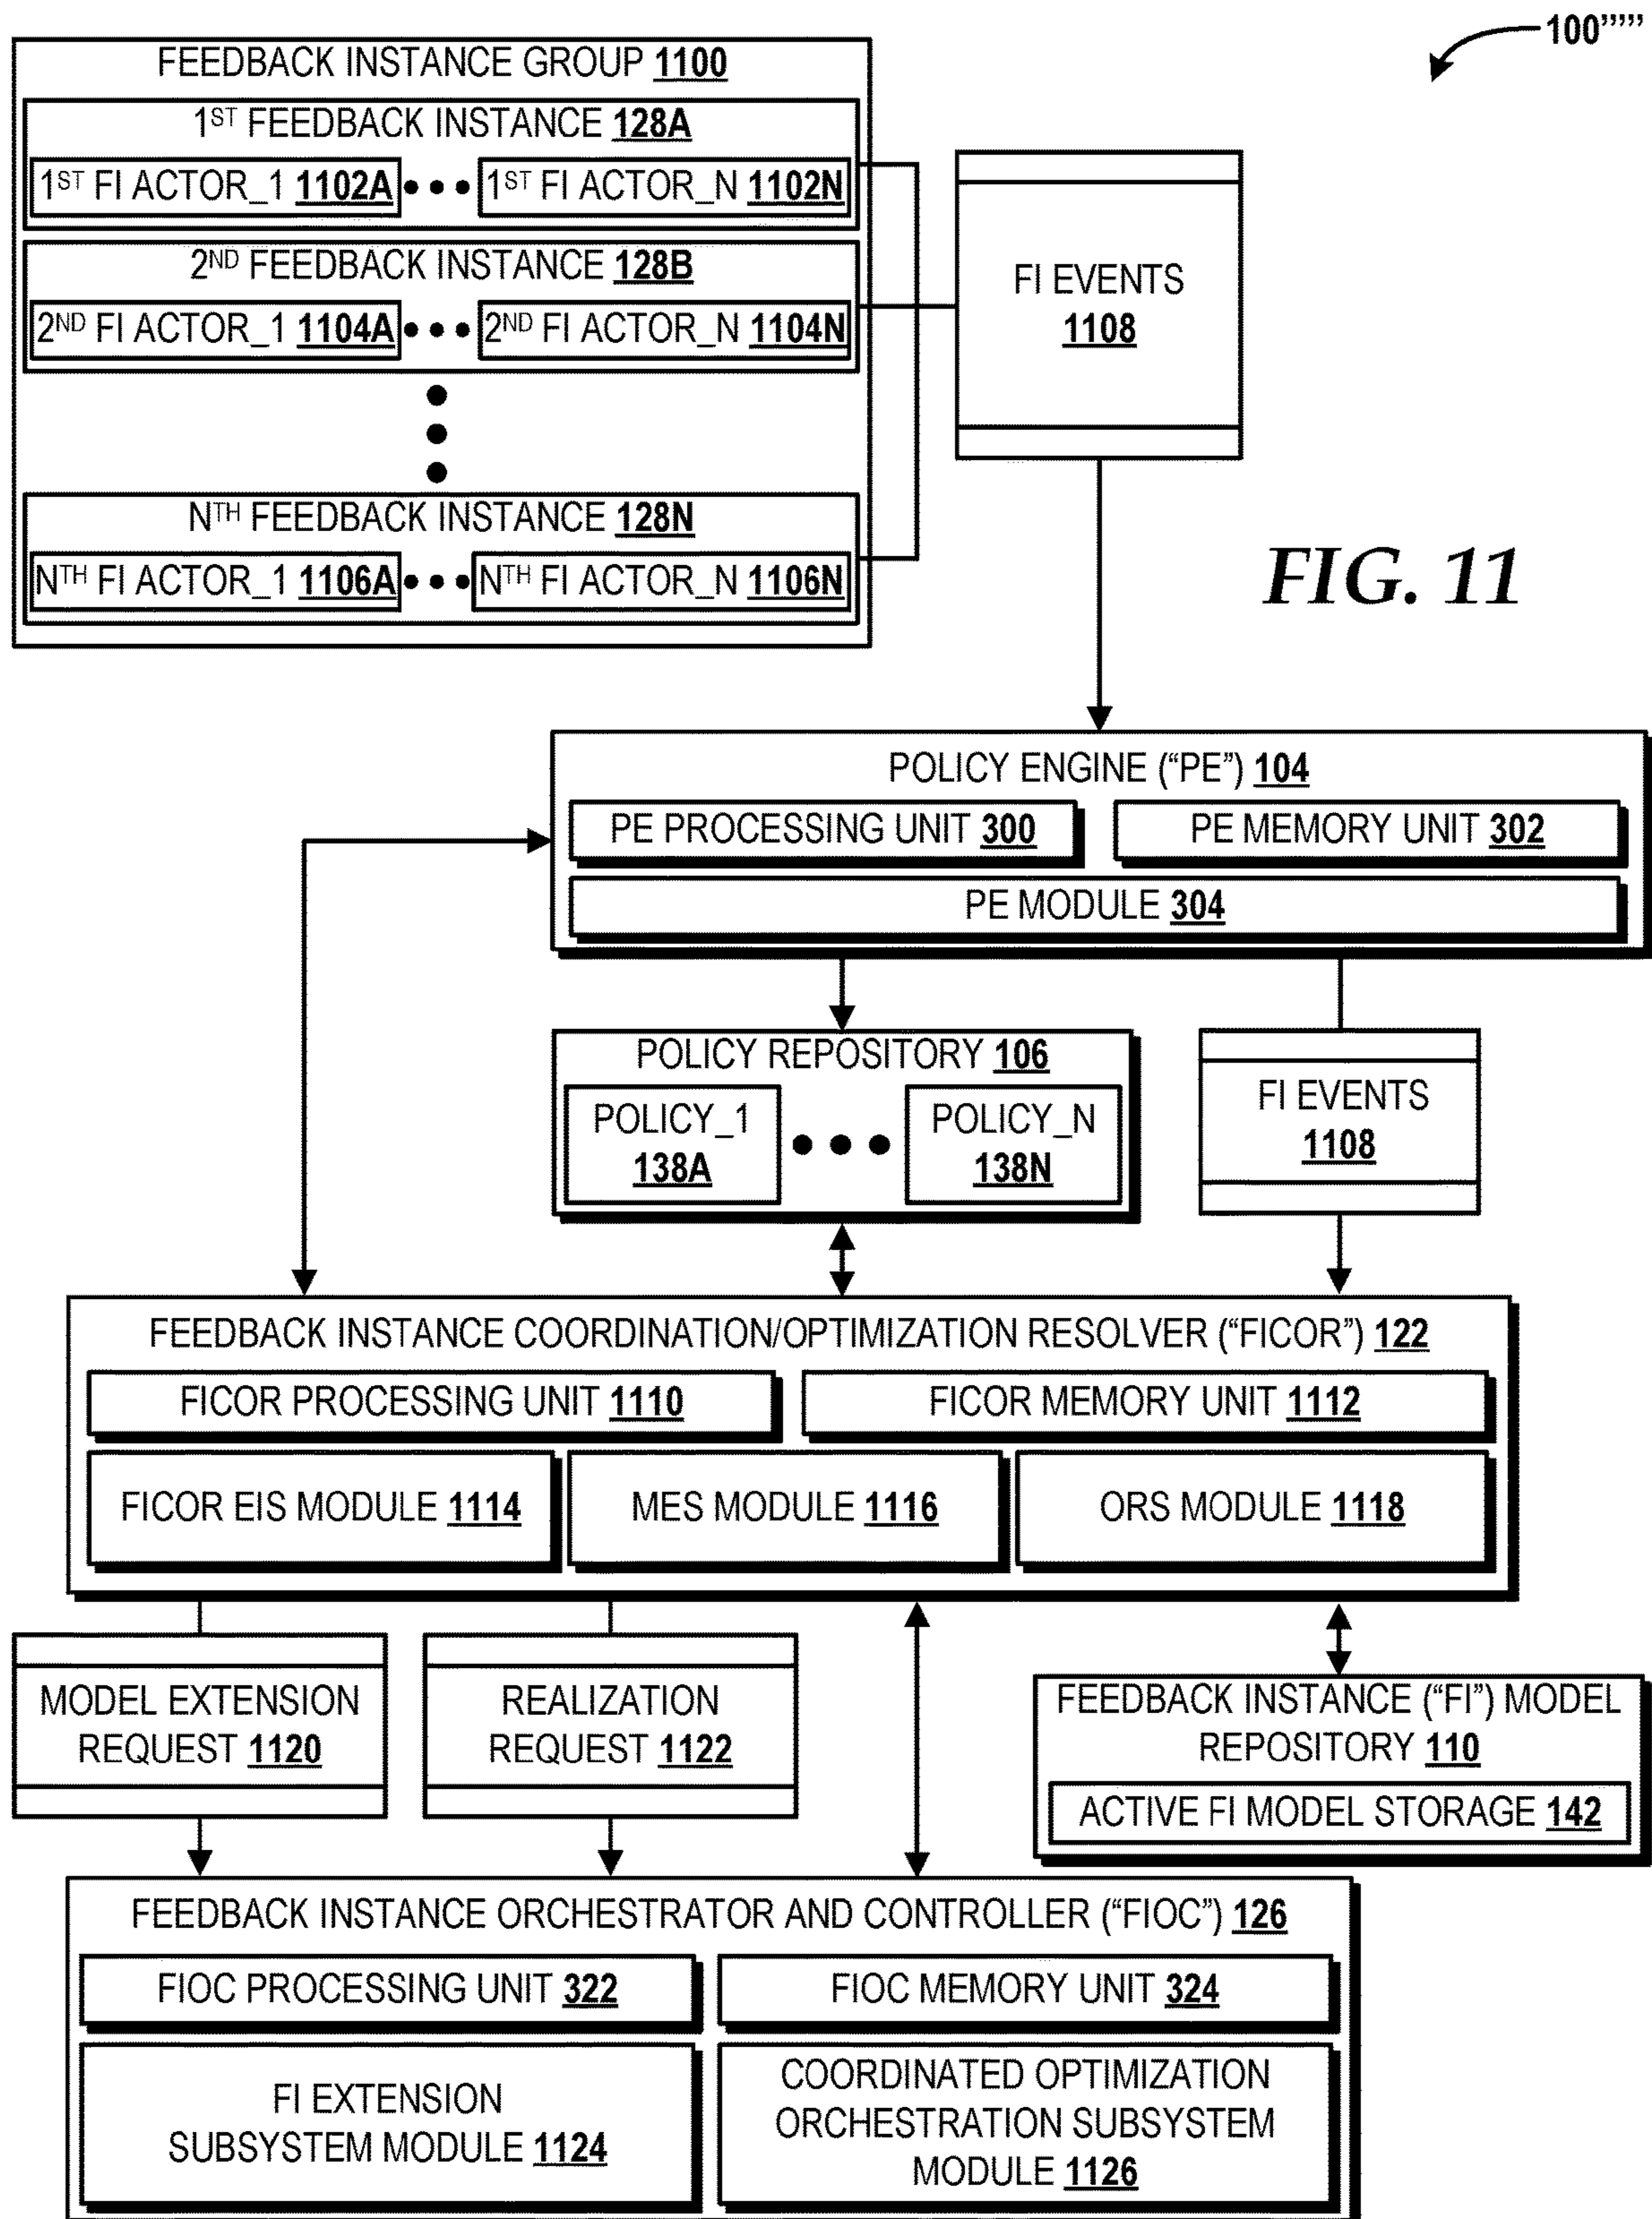 100"""
FEEDBACK INSTANCE GROUP 1100
1ST FEEDBACK INSTANCE 128A
1ST FI ACTOR_1 1102A ••• 1ST FI ACTOR_N 1102N
2ND FEEDBACK INSTANCE 128B
2ND FI ACTOR_1 1104A ••• 2ND FI ACTOR_N 1104N
NTH FEEDBACK INSTANCE 128N
NTH FI ACTOR_1 1106A ••• NTH FI ACTOR_N 1106N
FI EVENTS
1108
FIG. 11
POLICY ENGINE (“PE”) 104
PE PROCESSING UNIT 300
PE MEMORY UNIT 302
PE MODULE 304
POLICY REPOSITORY 106
POLICY_1
138A
•••
POLICY_N
138N
FI EVENTS
1108
FEEDBACK INSTANCE COORDINATION/OPTIMIZATION RESOLVER (“FICOR”) 122
FICOR PROCESSING UNIT 1110
FICOR MEMORY UNIT 1112
FICOR EIS MODULE 1114
MES MODULE 1116
ORS MODULE 1118
MODEL EXTENSION
REQUEST 1120
REALIZATION
REQUEST 1122
FEEDBACK INSTANCE (“FI”) MODEL
REPOSITORY 110
ACTIVE FI MODEL STORAGE 142
FEEDBACK INSTANCE ORCHESTRATOR AND CONTROLLER (“FIOC”) 126
FIOC PROCESSING UNIT 322
FIOC MEMORY UNIT 324
FI EXTENSION
SUBSYSTEM MODULE 1124
COORDINATED OPTIMIZATION
ORCHESTRATION SUBSYSTEM
MODULE 1126